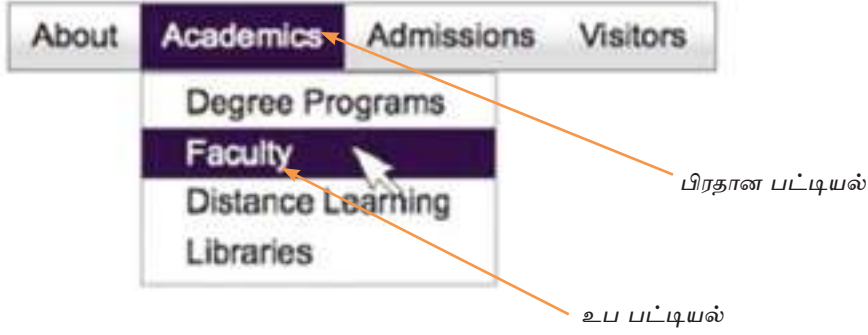 About Academics Admissions Visitors
Degree Programs
Faculty
Distance Learning
Libraries
பிரதான பட்டியல்
உப பட்டியல்